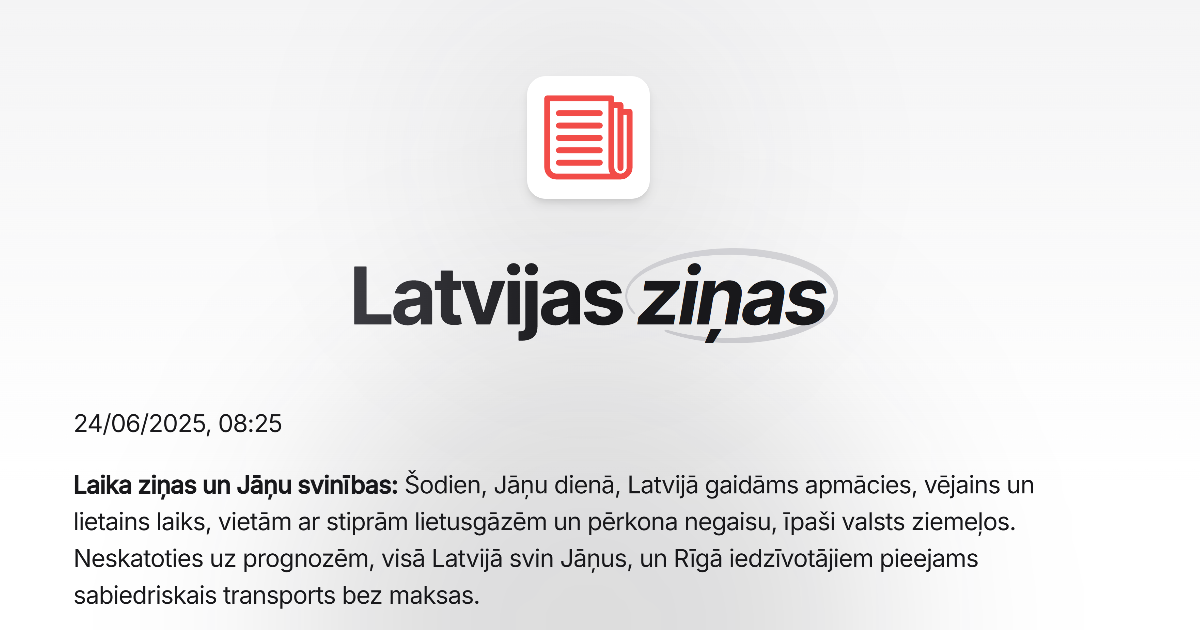 Latvijas ziņas
24/06/2025, 08:25
Laika ziņas un Jāņu svinības: Šodien, Jāņu dienā, Latvijā gaidāms apmācies, vējains un
lietains laiks, vietām ar stiprām lietusgāzēm un pērkona negaisu, īpaši valsts ziemeļos.
Neskatoties uz prognozēm, visā Latvijā svin Jāņus, un Rīgā iedzīvotājiem pieejams
sabiedriskais transports bez maksas.